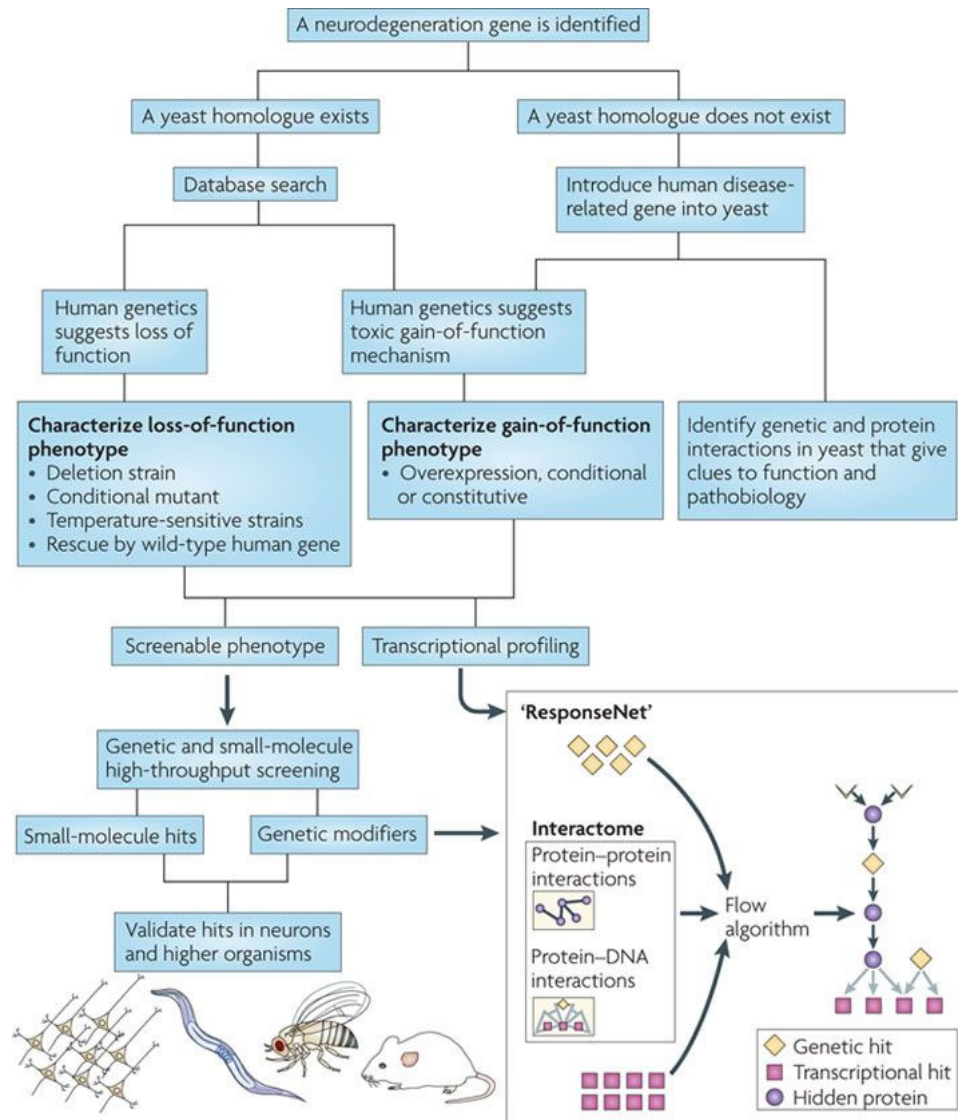 A neurodegeneration gene is identified
A yeast homologue exists
A yeast homologue does not exist
Database search
Introduce human disease-
related gene into yeast
Human genetics
suggests loss of
function
Human genetics suggests
toxic gain-of-function
mechanism
Characterize loss-of-function
phenotype
• Deletion strain
• Conditional mutant
• Temperature-sensitive strains
• Rescue by wild-type human gene
Characterize gain-of-function
phenotype
• Overexpression, conditional
or constitutive
Identify genetic and protein
interactions in yeast that give
clues to function and
pathobiology
Screenable phenotype
Transcriptional profiling
Genetic and small-molecule
high-throughput screening
Small-molecule hits
Genetic modifiers
Validate hits in neurons
and higher organisms
‘ResponseNet’
Interactome
Protein–protein
interactions
Protein–DNA
interactions
Flow
algorithm
Genetic hit
Transcriptional hit
Hidden protein